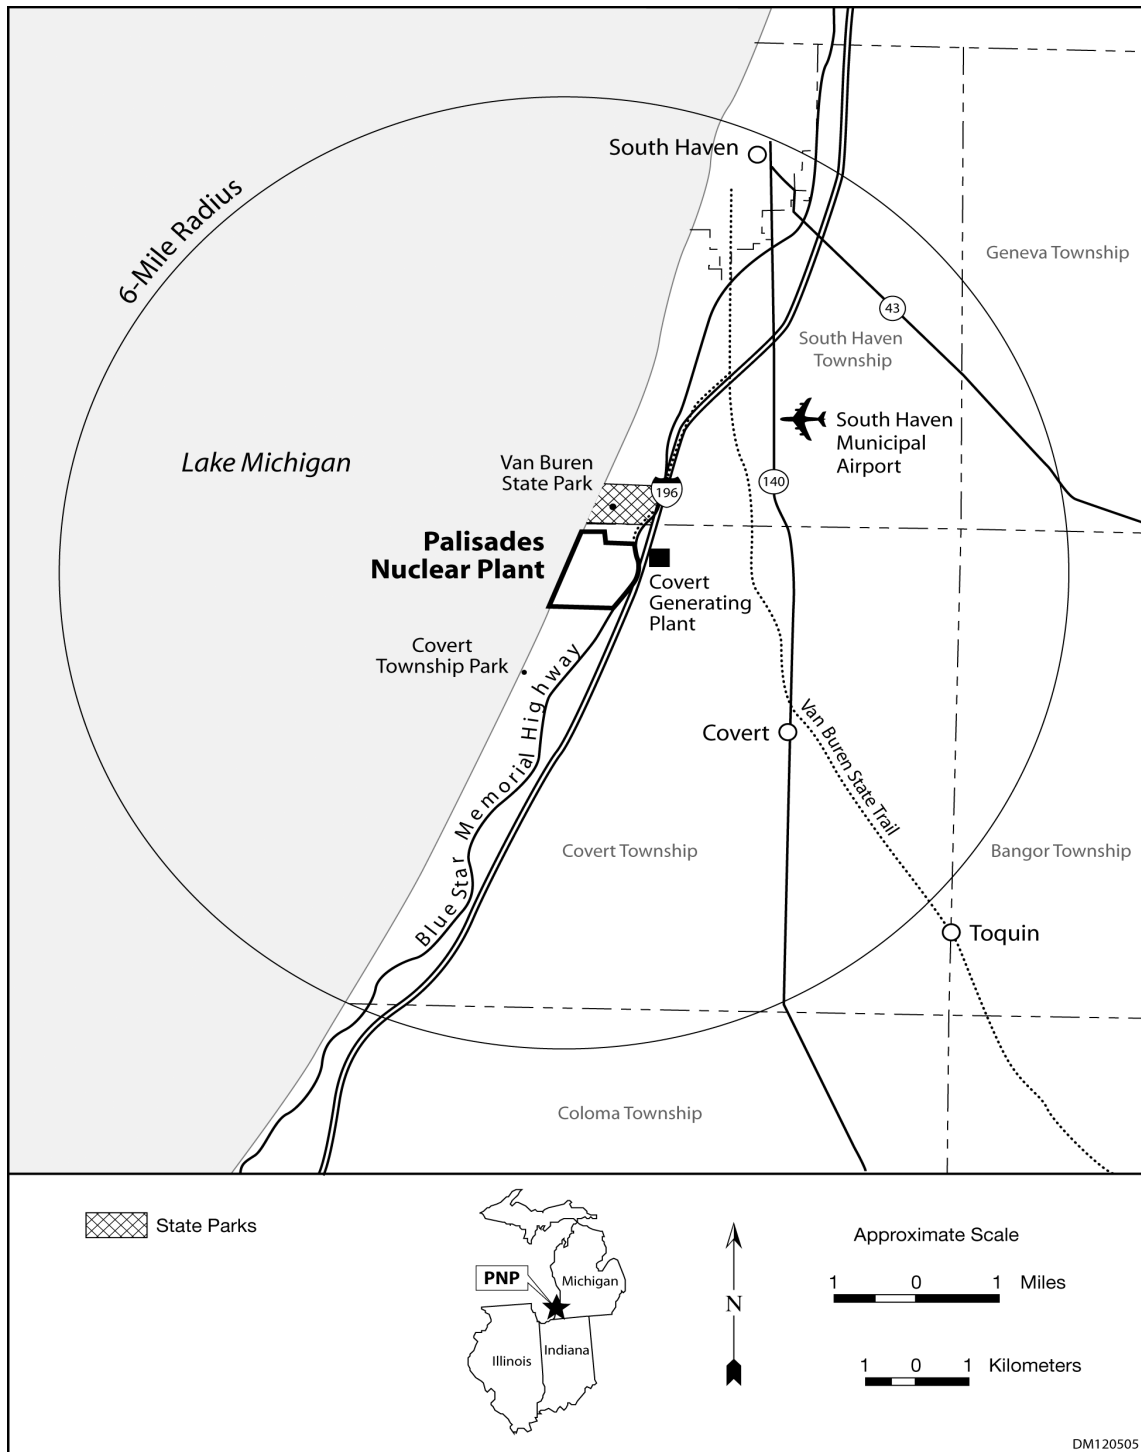 South Haven
6-Mile Radius
Geneva Township
43
South Haven
Township
South Haven
Municipal
Airport
Lake Michigan
Van Buren
State Park
196
140
Palisades
Nuclear Plant
Covert
Generating
Plant
Covert
Township Park
Blue Star Memorial Highway
Covert
Van Buren State Trail
Covert Township
Bangor Township
Toquin
Coloma Township
State Parks
PNP
Michigan
Illinois
Indiana
N
Approximate Scale
1 0 1 Miles
1 0 1 Kilometers
DM120505